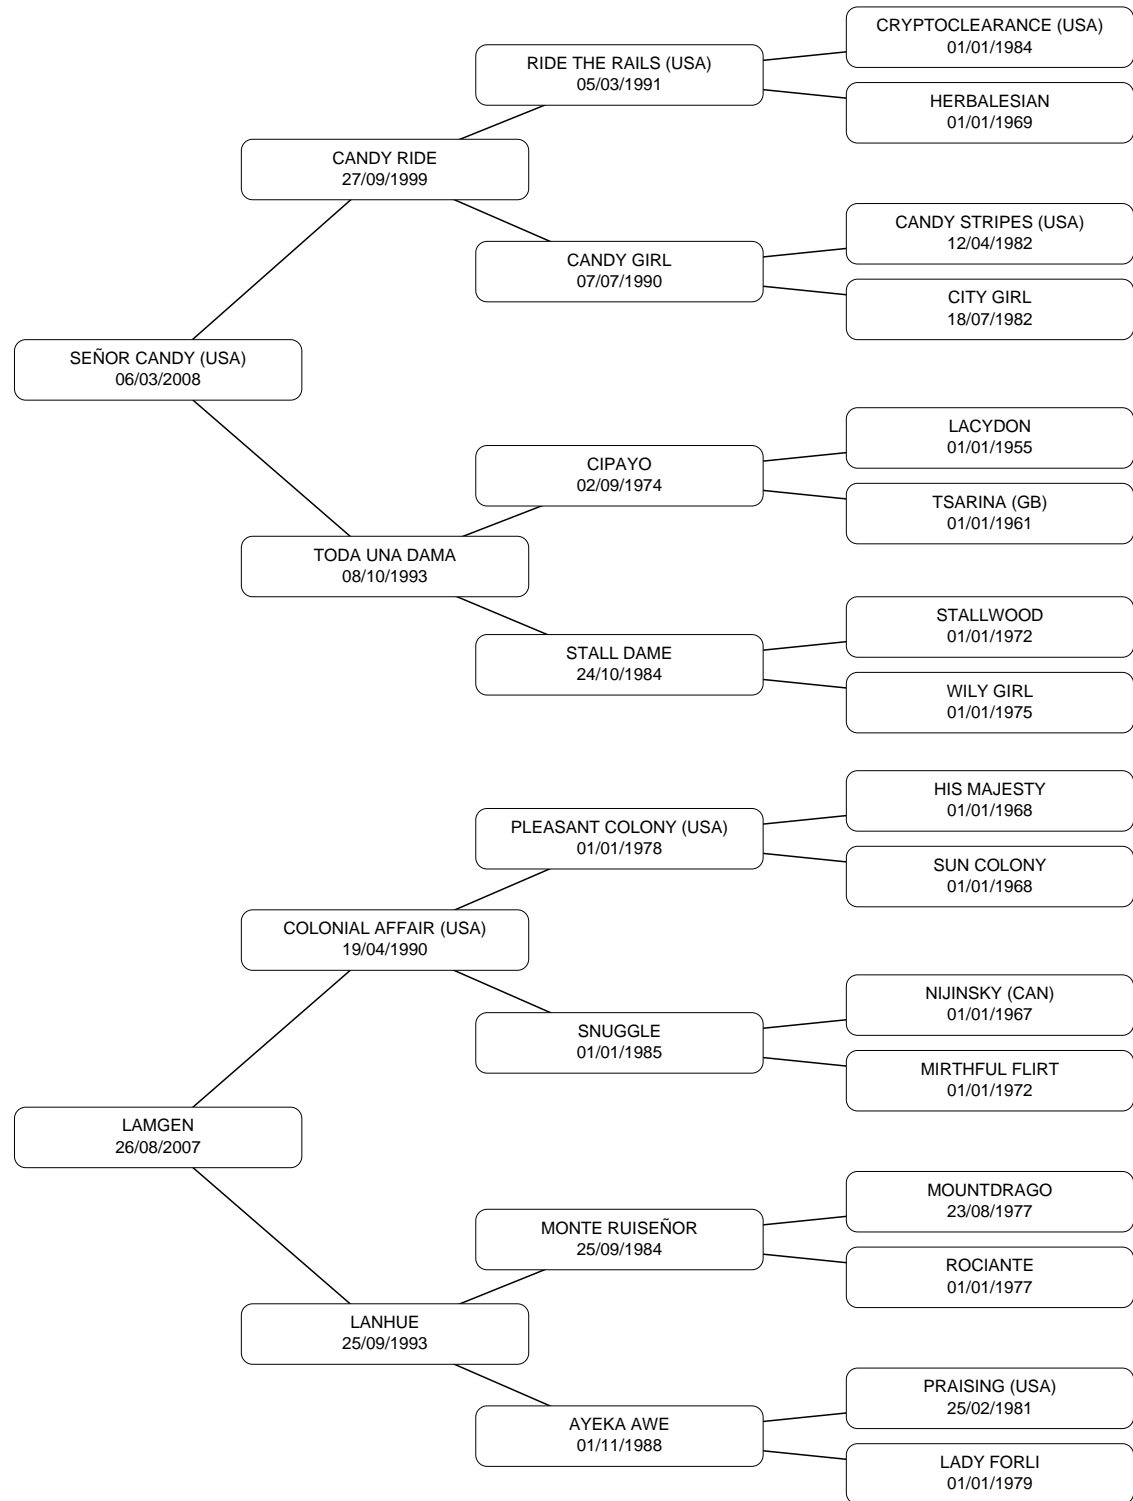 CRYPTOCLEARANCE (USA)
01/01/1984
RIDE THE RAILS (USA)
05/03/1991
HERBALESIAN
01/01/1969
CANDY RIDE
27/09/1999
CANDY STRIPES (USA)
12/04/1982
CANDY GIRL
07/07/1990
CITY GIRL
18/07/1982
SEÑOR CANDY (USA)
06/03/2008
LACYDON
01/01/1955
CIPAYO
02/09/1974
TSARINA (GB)
01/01/1961
TODA UNA DAMA
08/10/1993
STALLWOOD
01/01/1972
STALL DAME
24/10/1984
WILY GIRL
01/01/1975
HIS MAJESTY
01/01/1968
PLEASANT COLONY (USA)
01/01/1978
SUN COLONY
01/01/1968
COLONIAL AFFAIR (USA)
19/04/1990
NIJINSKY (CAN)
01/01/1967
SNUGGLE
01/01/1985
MIRTHFUL FLIRT
01/01/1972
LAMGEN
26/08/2007
MOUNTDRAGO
23/08/1977
MONTE RUISEÑOR
25/09/1984
ROCIANTE
01/01/1977
LANHUE
25/09/1993
PRAISING (USA)
25/02/1981
AYEKA AWE
01/11/1988
LADY FORLI
01/01/1979